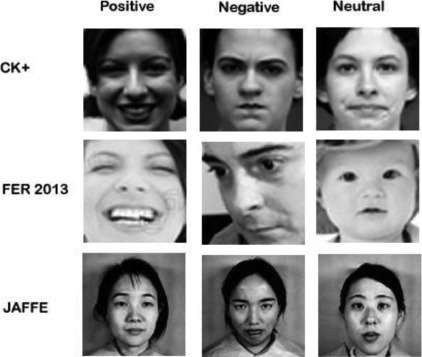 Positive Negative Neutral
CK+
FER 2013
JAFFE